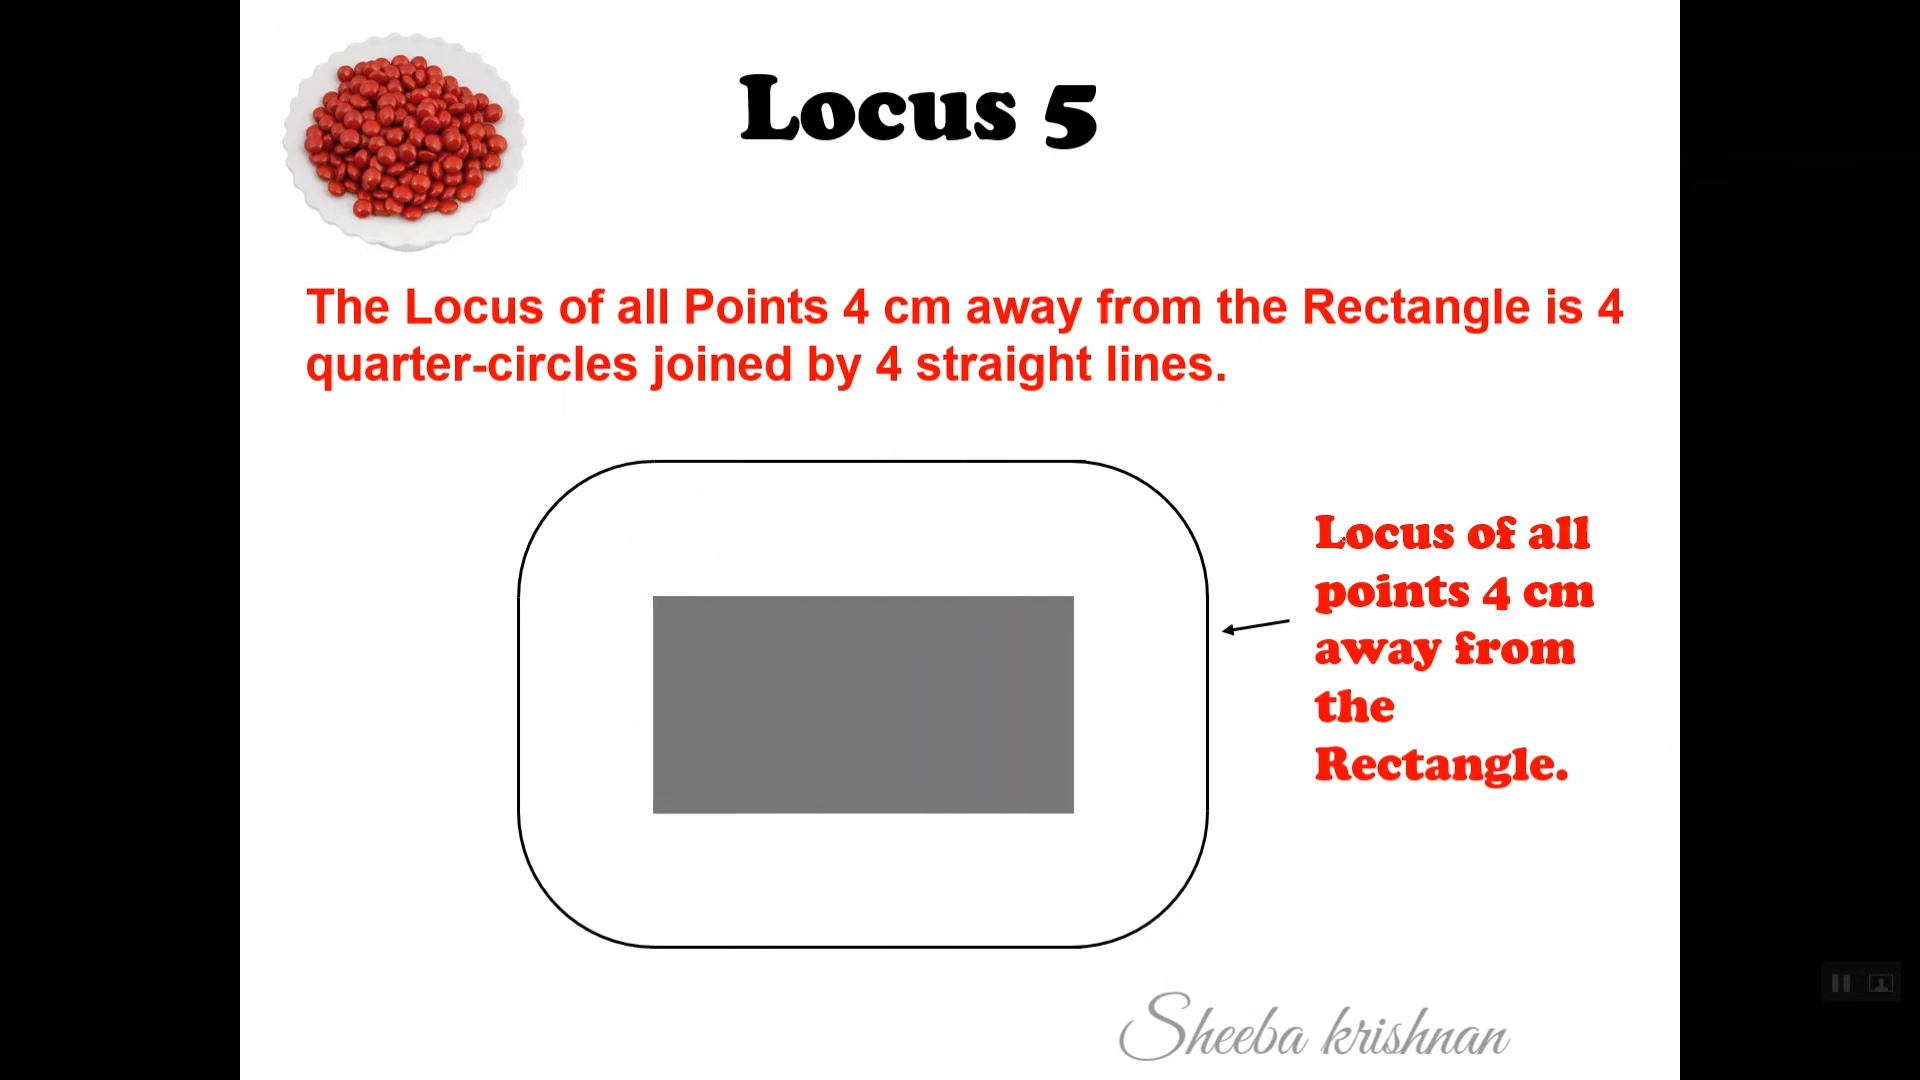 Locus 5
The Locus of all Points 4 cm away from the Rectangle is 4
quarter-circles joined by 4 straight lines.
Locus of all
points 4 cm
away from
the
Rectangle.
Sheeba krishnan